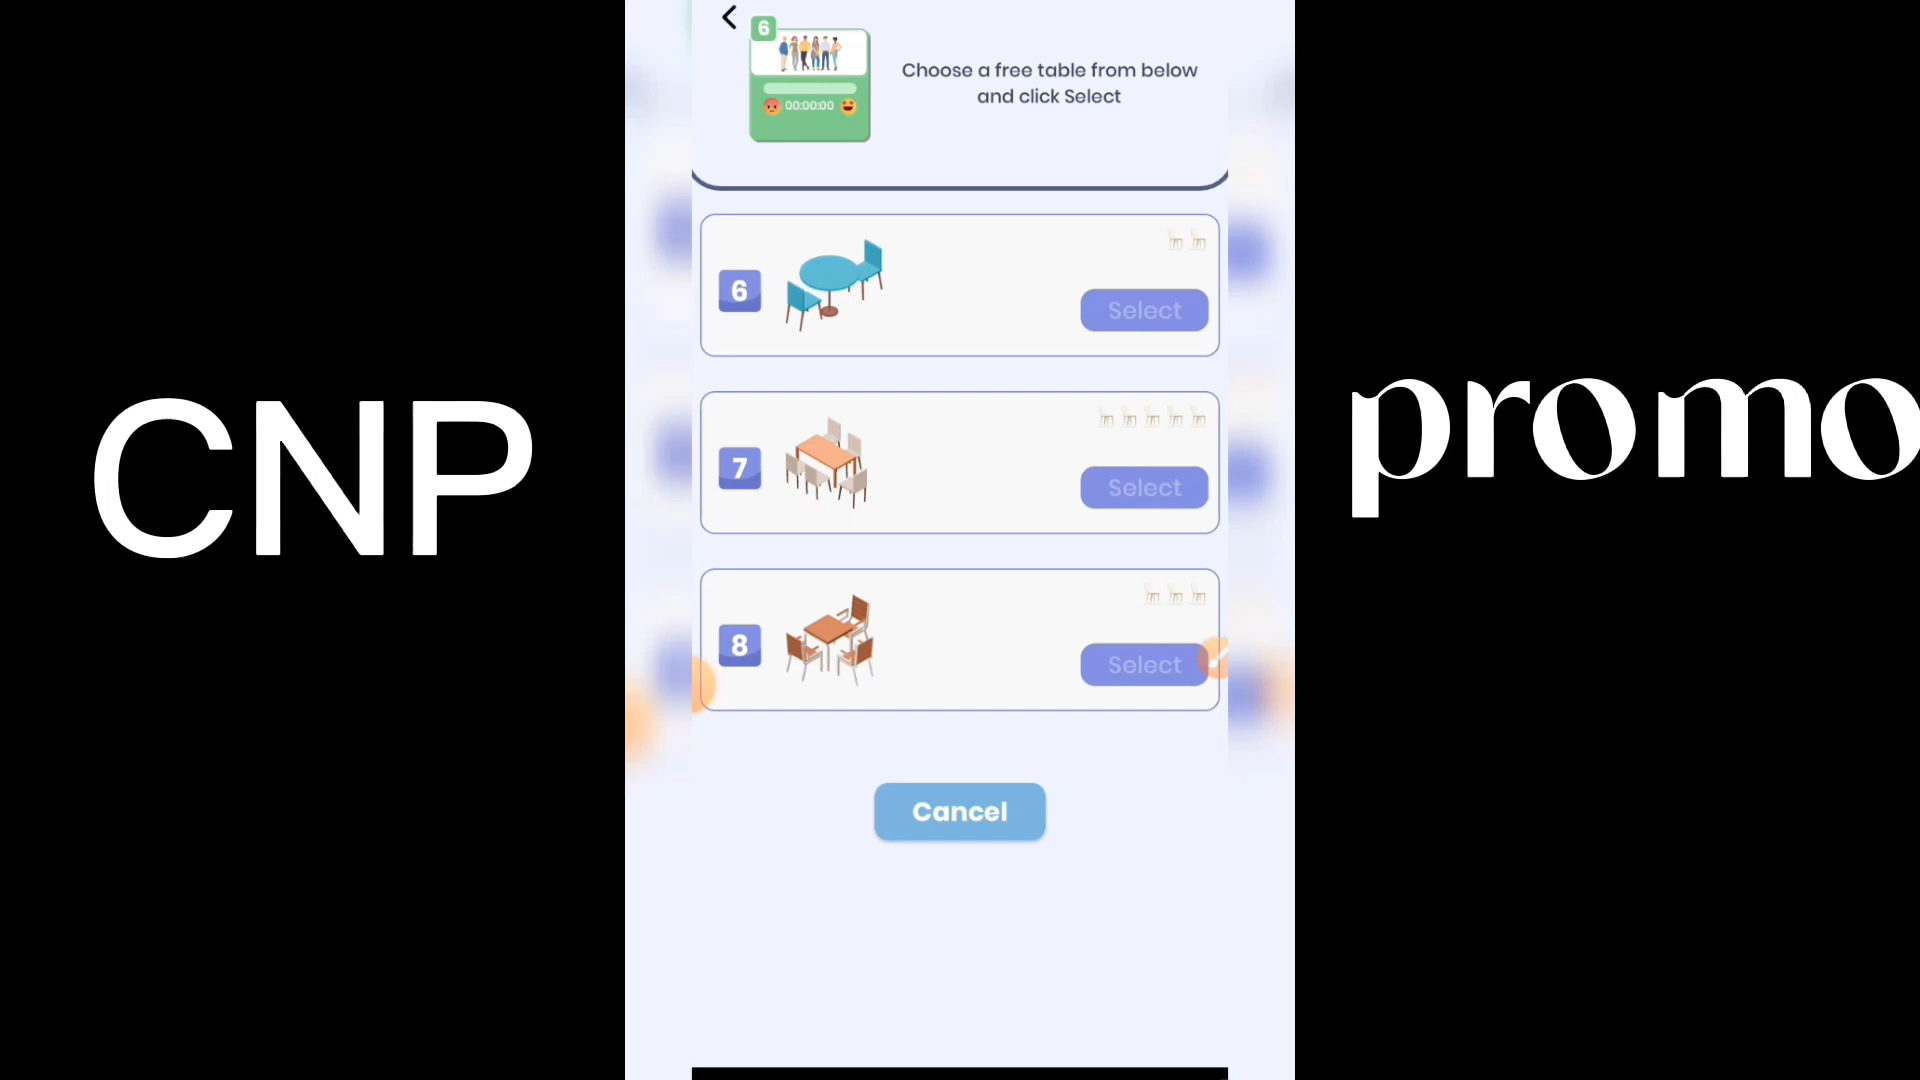 6
00:00:00
Choose a free table from below
and click Select
6
Select
CNP
promo
7
Select
8
Select
Cancel